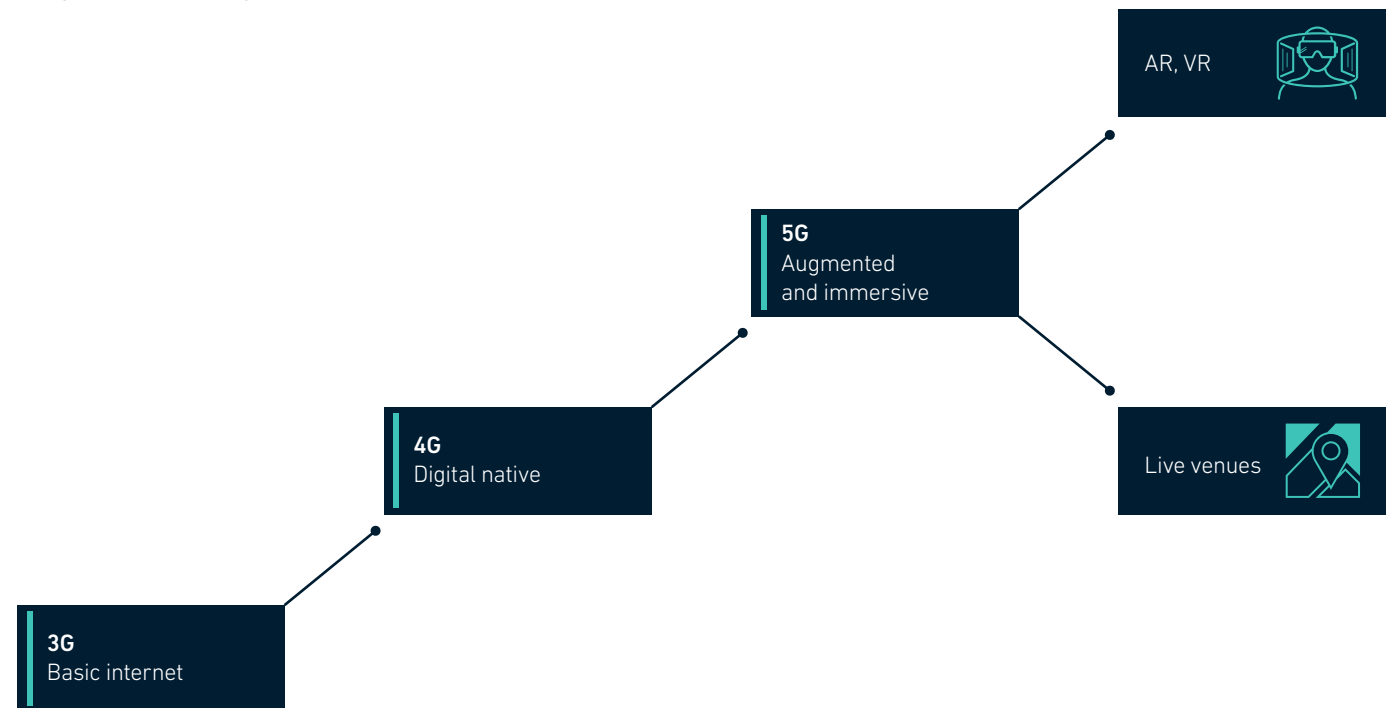 AR, VR
5G
Augmented
and immersive
4G
Digital native
Live venues
3G
Basic internet